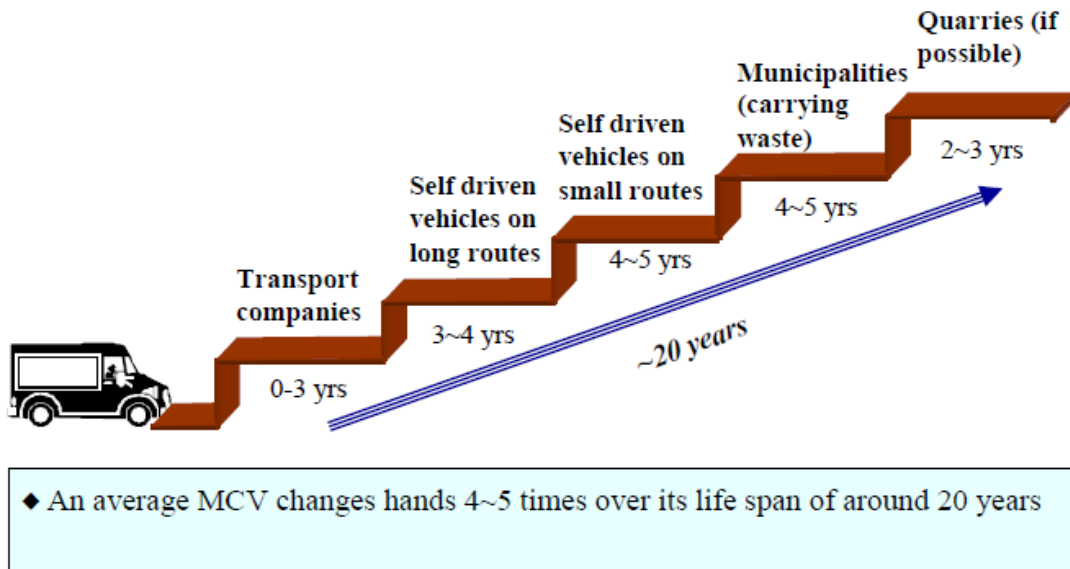 Quarries (if
possible)
2~3 yrs
Municipalities
(carrying
waste)
4~5 yrs
Self driven
vehicles on
small routes
4~5 yrs
Self driven
vehicles on
long routes
3~4 yrs
Transport
companies
0-3 yrs
~20 years
◆ An average MCV changes hands 4~5 times over its life span of around 20 years